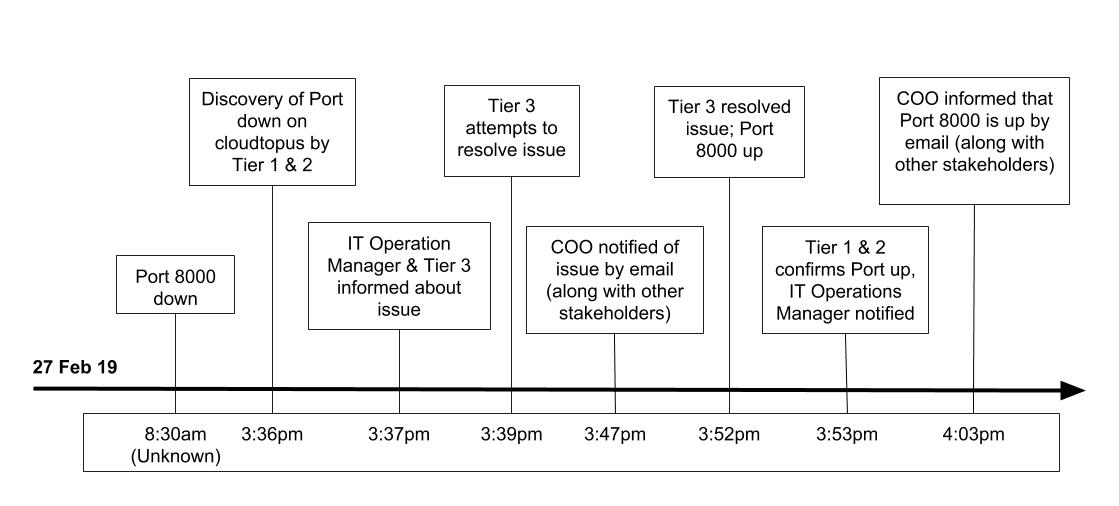 Discovery of Port
down on
cloudtopus by
Tier 1 & 2
Tier 3
attempts to
resolve issue
Tier 3 resolved
issue; Port
8000 up
COO informed that
Port 8000 is up by
email (along with
other stakeholders)
Port 8000
down
IT Operation
Manager & Tier 3
informed about
issue
COO notified of
issue by email
(along with other
stakeholders)
Tier 1 & 2
confirms Port up,
IT Operations
Manager notified
27 Feb 19
8:30am
(Unknown)
3:36pm
3:37pm
3:39pm
3:47pm
3:52pm
3:53pm
4:03pm